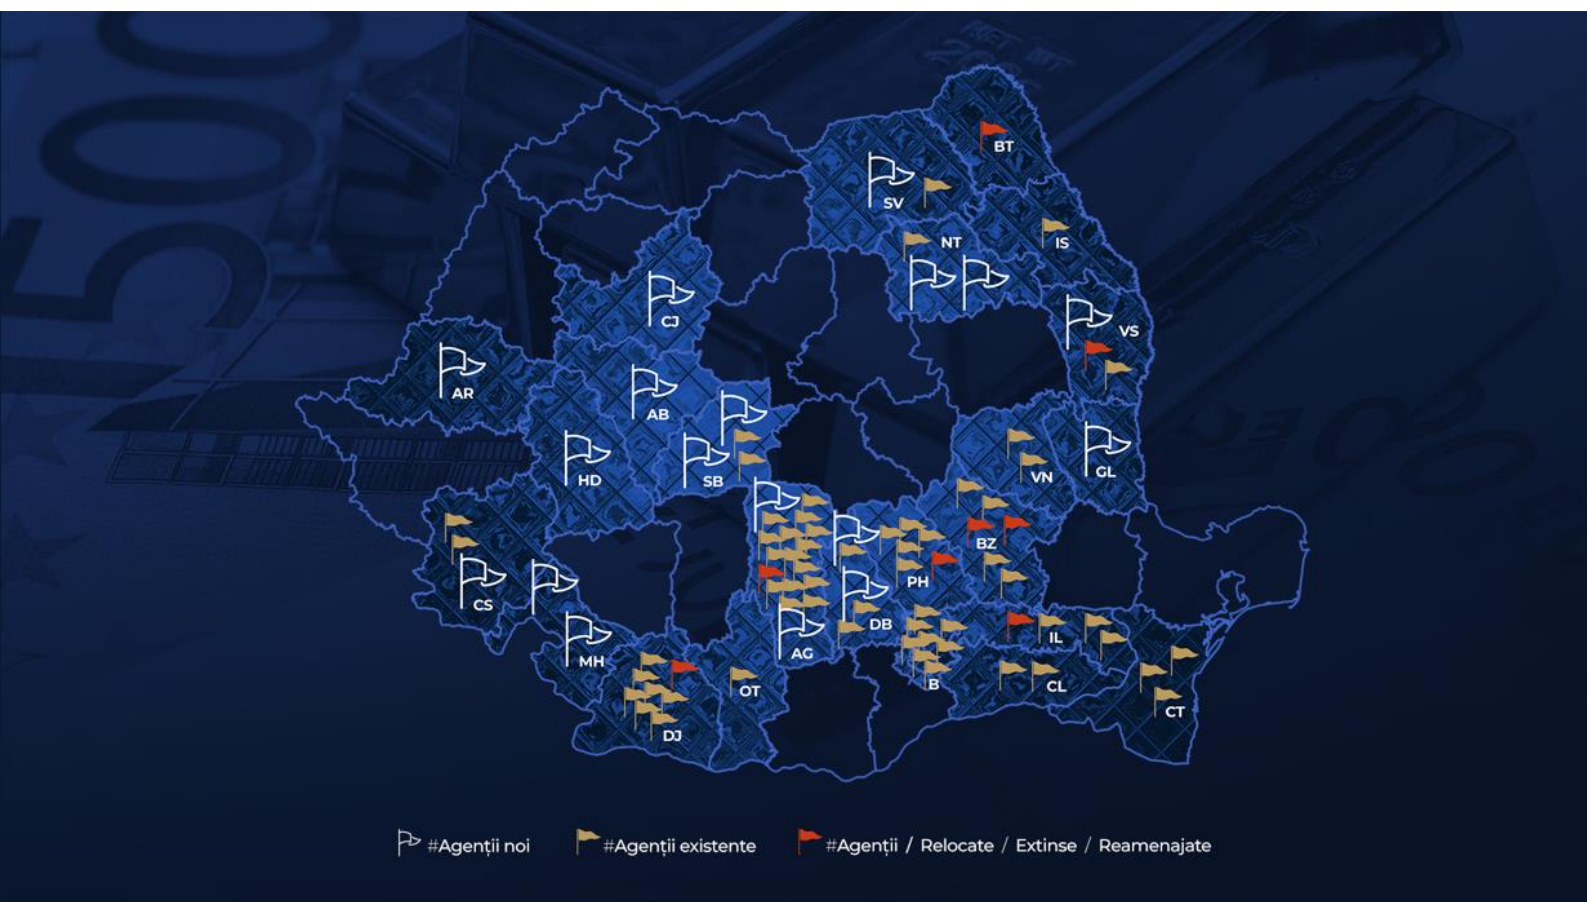 500
BT
SV
NT
IS
CJ
VS
AR
AB
HD
SB
VN
GL
BZ
CS
PH
DB
IL
AG
MH
OT
B
CL
DJ
CT
#Agenții noi
#Agenții existente
#Agenții / Relocate / Extinse / Reamenajate